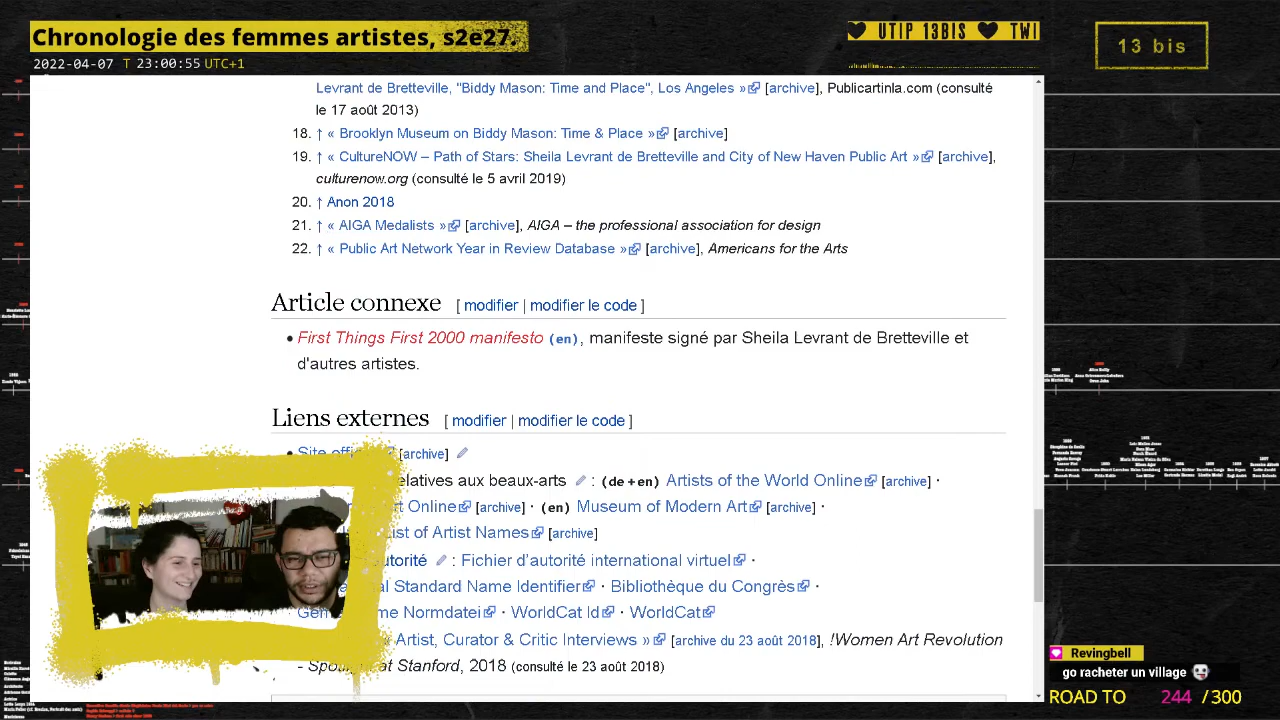 Chronologie des femmes artistes, s2e27
2022-04-07 T 23:00:55 UTC+1
UTIP 13BIS TWI
13 bis
Levrant de Bretteville, "Biddy Mason: Time and Place", Los Angeles » [archive], Publicartinla.com (consulté
le 17 août 2013)
18. ↑ « Brooklyn Museum on Biddy Mason: Time & Place » [archive]
19. ↑ « CultureNOW – Path of Stars: Sheila Levrant de Bretteville and City of New Haven Public Art » [archive],
culturenow.org (consulté le 5 avril 2019)
20. ↑ Anon 2018
21. ↑ « AIGA Medalists » [archive], AIGA – the professional association for design
22. ↑ « Public Art Network Year in Review Database » [archive], Americans for the Arts
Article connexe [ modifier | modifier le code ]
• First Things First 2000 manifesto (en), manifeste signé par Sheila Levrant de Bretteville et
d'autres artistes.
Liens externes [ modifier | modifier le code ]
• Site [archive]
aux beaux-arts : (de+en) Artists of the World Online [archive] ·
Online [archive] · (en) Museum of Modern Art [archive] ·
of Artist Names [archive]
: Fichier d'autorité international virtuel ·
Standard Name Identifier · Bibliothèque du Congrès ·
Normdatei · WorldCat Id · WorldCat
Artist, Curator & Critic Interviews » [archive du 23 août 2018], !Women Art Revolution
- at Stanford, 2018 (consulté le 23 août 2018)
Revingbell
go racheter un village
ROAD TO 244 /300